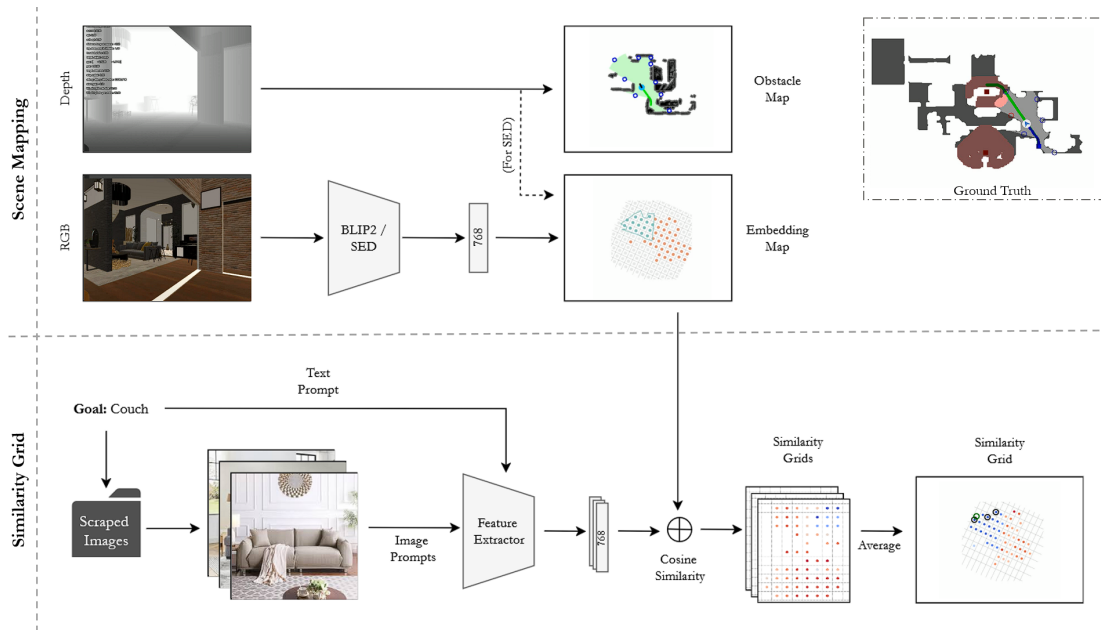 Scene Mapping
Depth
Obstacle
Map
Ground Truth
(For SED)
RGB
BLIP2 /
SED
768
Embedding
Map
Similarity Grid
Text
Prompt
Goal: Couch
Scraped
Images
Image
Prompts
Feature
Extractor
768
Cosine
Similarity
Similarity
Grids
Average
Similarity
Grid